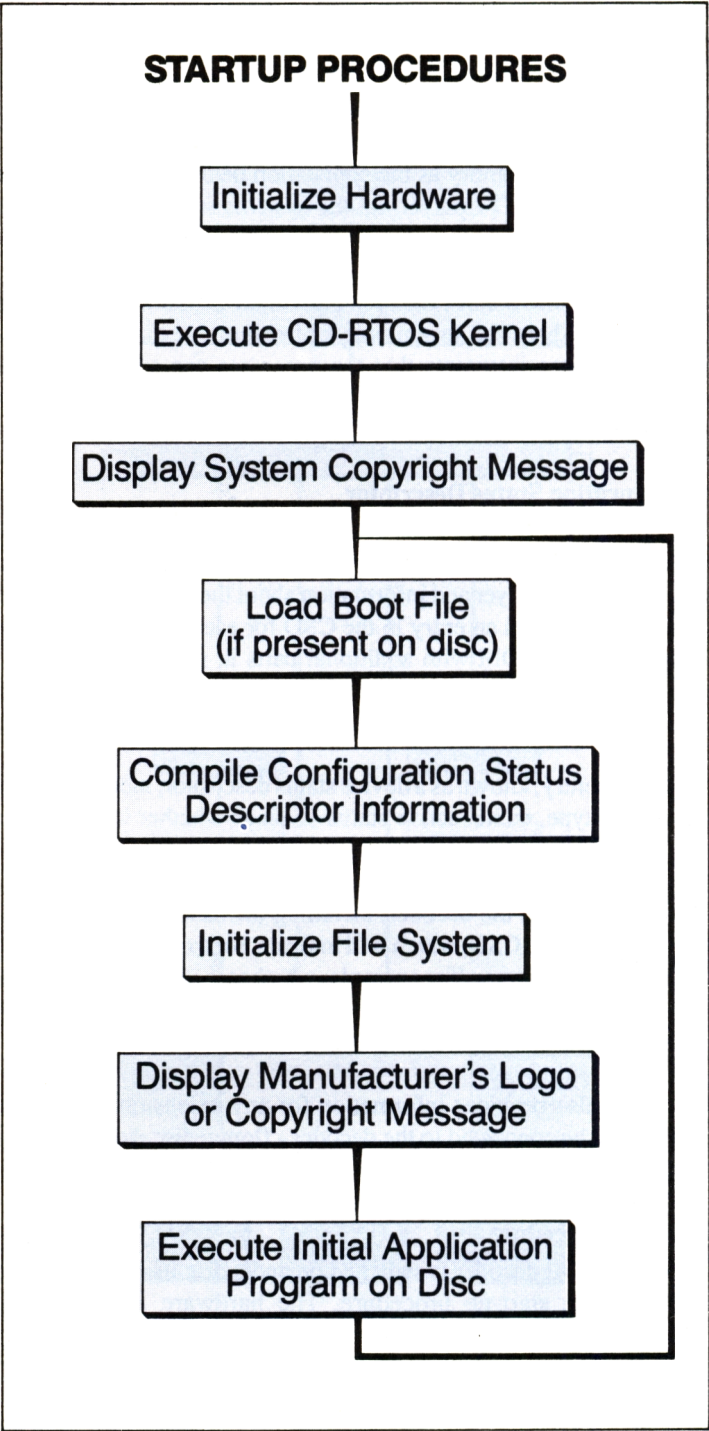 STARTUP PROCEDURES
Initialize Hardware
Execute CD-RTOS Kernel
Display System Copyright Message
Load Boot File
(if present on disc)
Compile Configuration Status
Descriptor Information
Initialize File System
Display Manufacturer's Logo
or Copyright Message
Execute Initial Application
Program on Disc